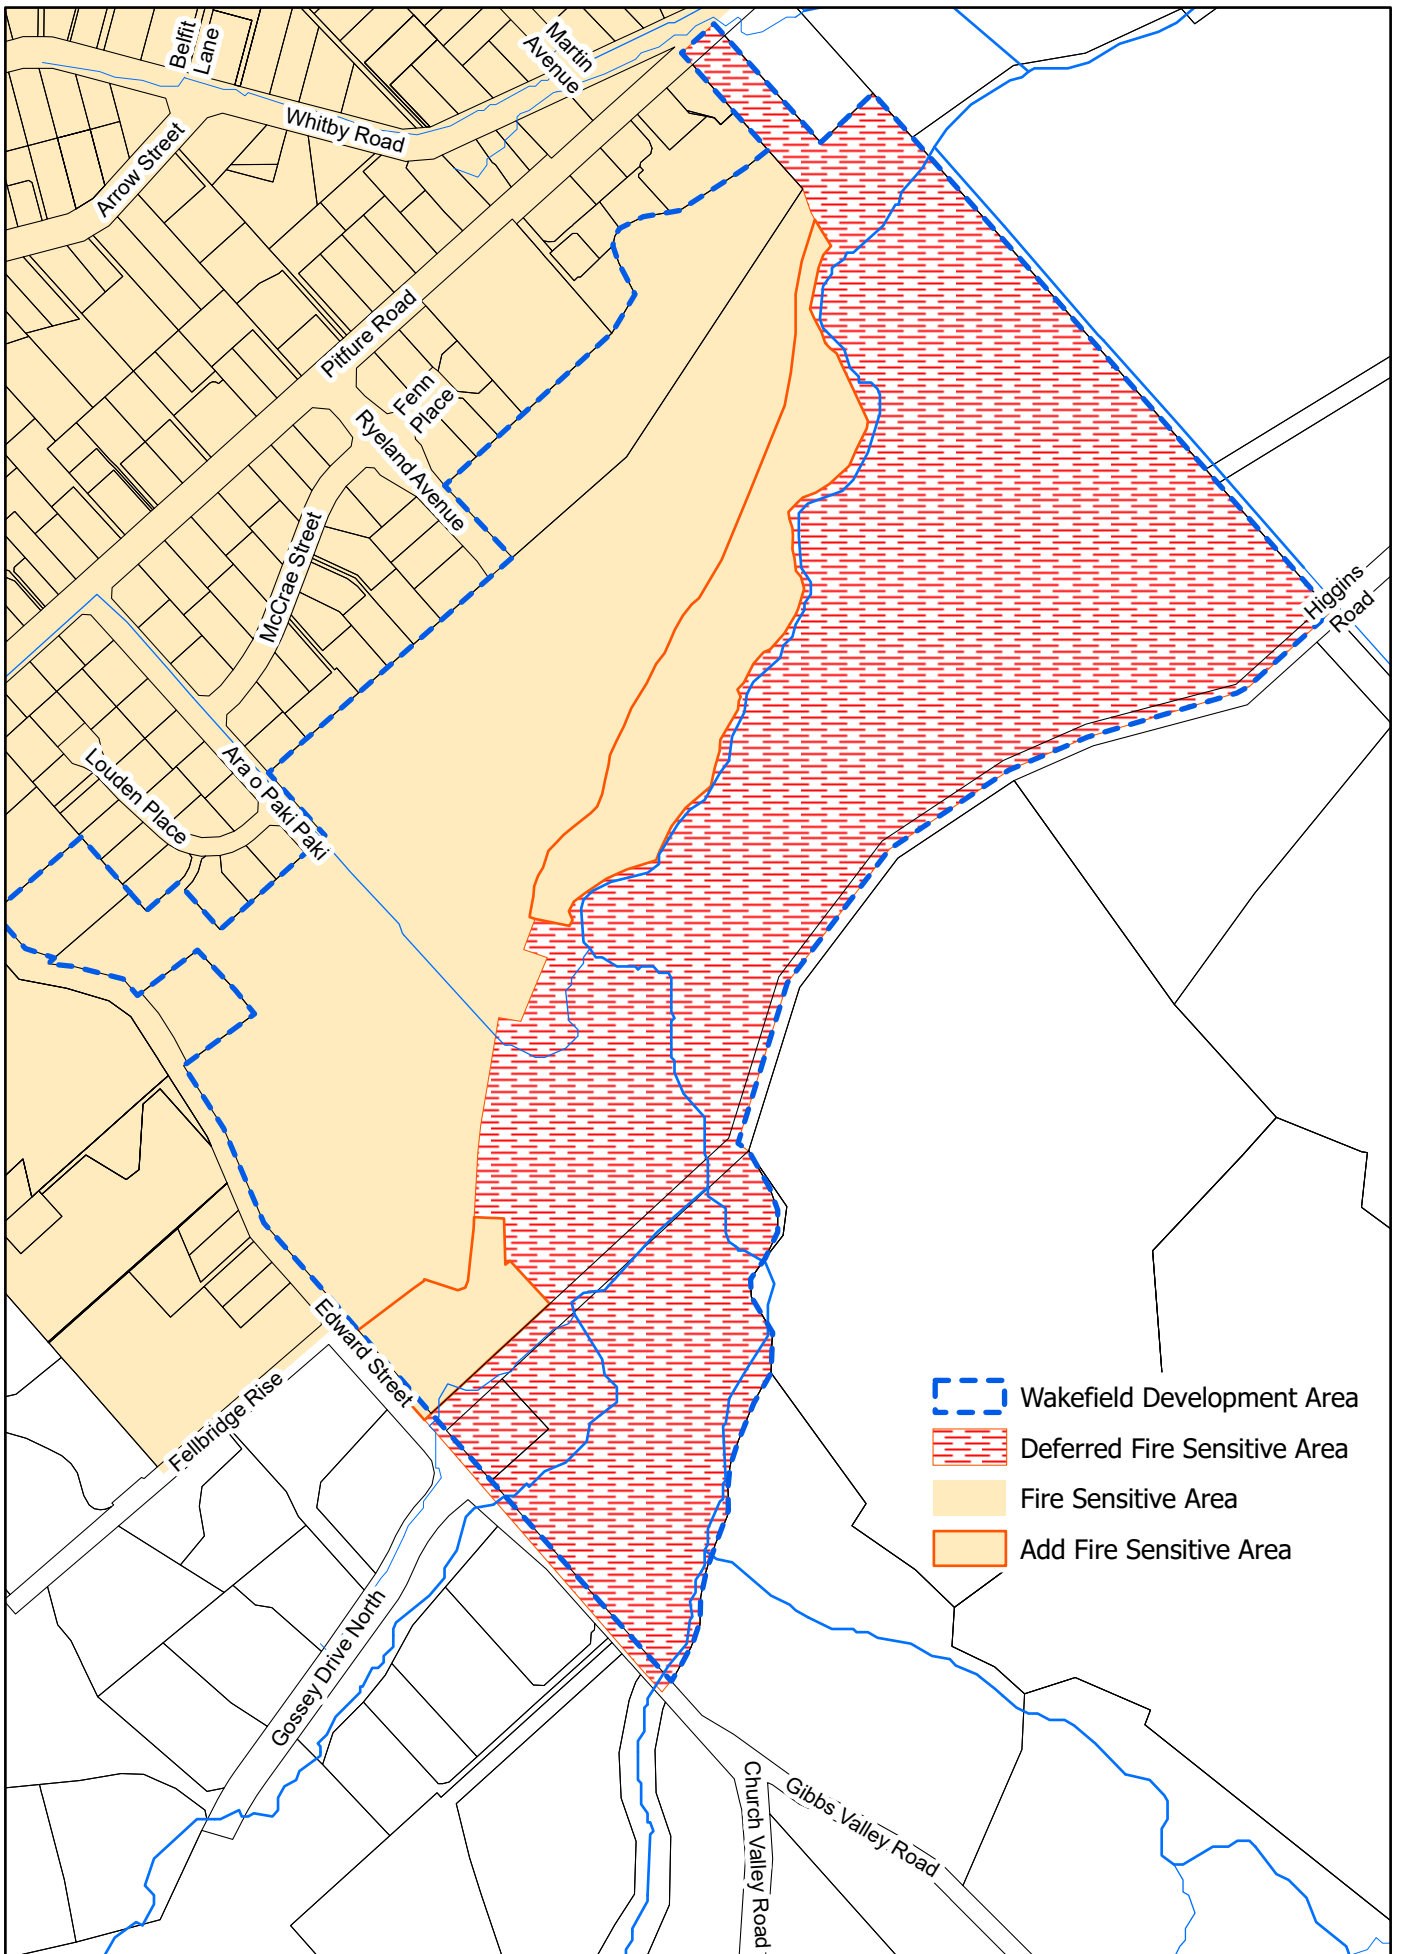 Belfit
Lane
Martin
Avenue
Whitby Road
Arrow Street
Pitfure Road
Fenn
Place
Ryeland Avenue
McCrae Street
Higgins
Road
Ara o Paki Paki
Louden Place
Edward Street
Fellbridge Rise
Wakefield Development Area
Deferred Fire Sensitive Area
Fire Sensitive Area
Add Fire Sensitive Area
Gossey Drive North
Gibbs Valley Road
Church Valley Road